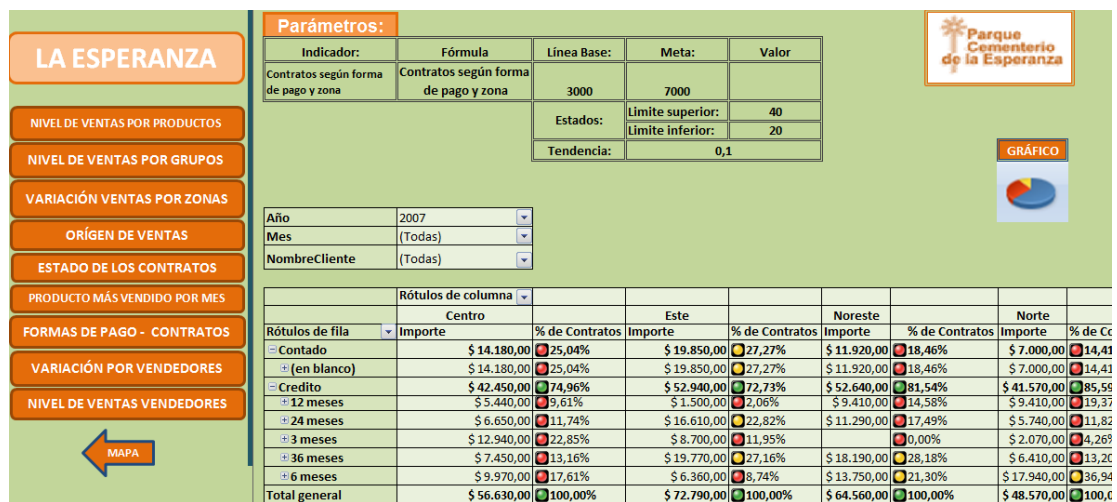 LA ESPERANZA
NIVEL DE VENTAS POR PRODUCTOS
NIVEL DE VENTAS POR GRUPOS
VARIACIÓN VENTAS POR ZONAS
ORÍGEN DE VENTAS
ESTADO DE LOS CONTRATOS
PRODUCTO MÁS VENDIDO POR MES
FORMAS DE PAGO - CONTRATOS
VARIACIÓN POR VENDEDORES
NIVEL DE VENTAS VENDEDORES
MAPA
Parámetros:
Indicador: Fórmula Línea Base: Meta: Valor
Contratos según forma de pago y zona Contratos según forma de pago y zona 3000 7000
Estados: Limite superior: 40
Limite inferior: 20
Tendencia: 0,1
Parque
Cementerio
de la Esperanza
GRÁFICO
Año 2007
Mes (Todas)
NombreCliente (Todas)
Rótulos de columna
Centro Este Noreste Norte
Rótulos de fila Importe % de Contratos Importe % de Contratos Importe % de Contratos Importe % de Co
Contado $ 14.180,00 25,04% $ 19.850,00 27,27% $ 11.920,00 18,46% $ 7.000,00 14,41
(en blanco) $ 14.180,00 25,04% $ 19.850,00 27,27% $ 11.920,00 18,46% $ 7.000,00 14,41
Credito $ 42.450,00 74,96% $ 52.940,00 72,73% $ 52.640,00 81,54% $ 41.570,00 85,59
12 meses $ 5.440,00 9,61% $ 1.500,00 2,06% $ 9.410,00 14,58% $ 9.410,00 19,37
24 meses $ 6.650,00 11,74% $ 16.610,00 22,82% $ 11.290,00 17,49% $ 5.740,00 11,82
3 meses $ 12.940,00 22,85% $ 8.700,00 11,95% 0,00% $ 2.070,00 4,26%
36 meses $ 7.450,00 13,16% $ 19.770,00 27,16% $ 18.190,00 28,18% $ 6.410,00 13,20
6 meses $ 9.970,00 17,61% $ 6.360,00 8,74% $ 13.750,00 21,30% $ 17.940,00 36,94
Total general $ 56.630,00 100,00% $ 72.790,00 100,00% $ 64.560,00 100,00% $ 48.570,00 100,0